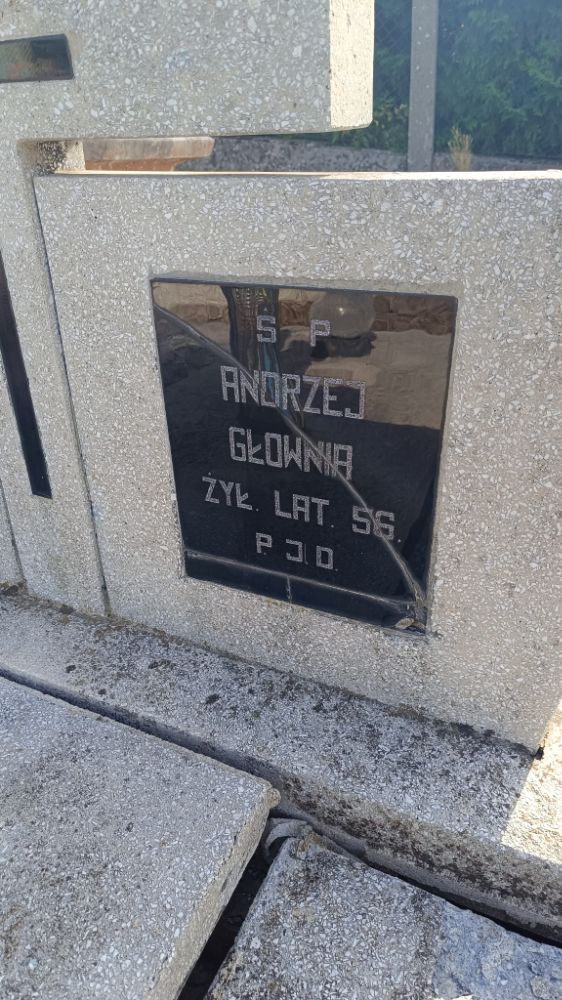 S P
ANDRZEJ
GŁOWNIA
ŻYŁ. LAT. 56.
P. J. D.